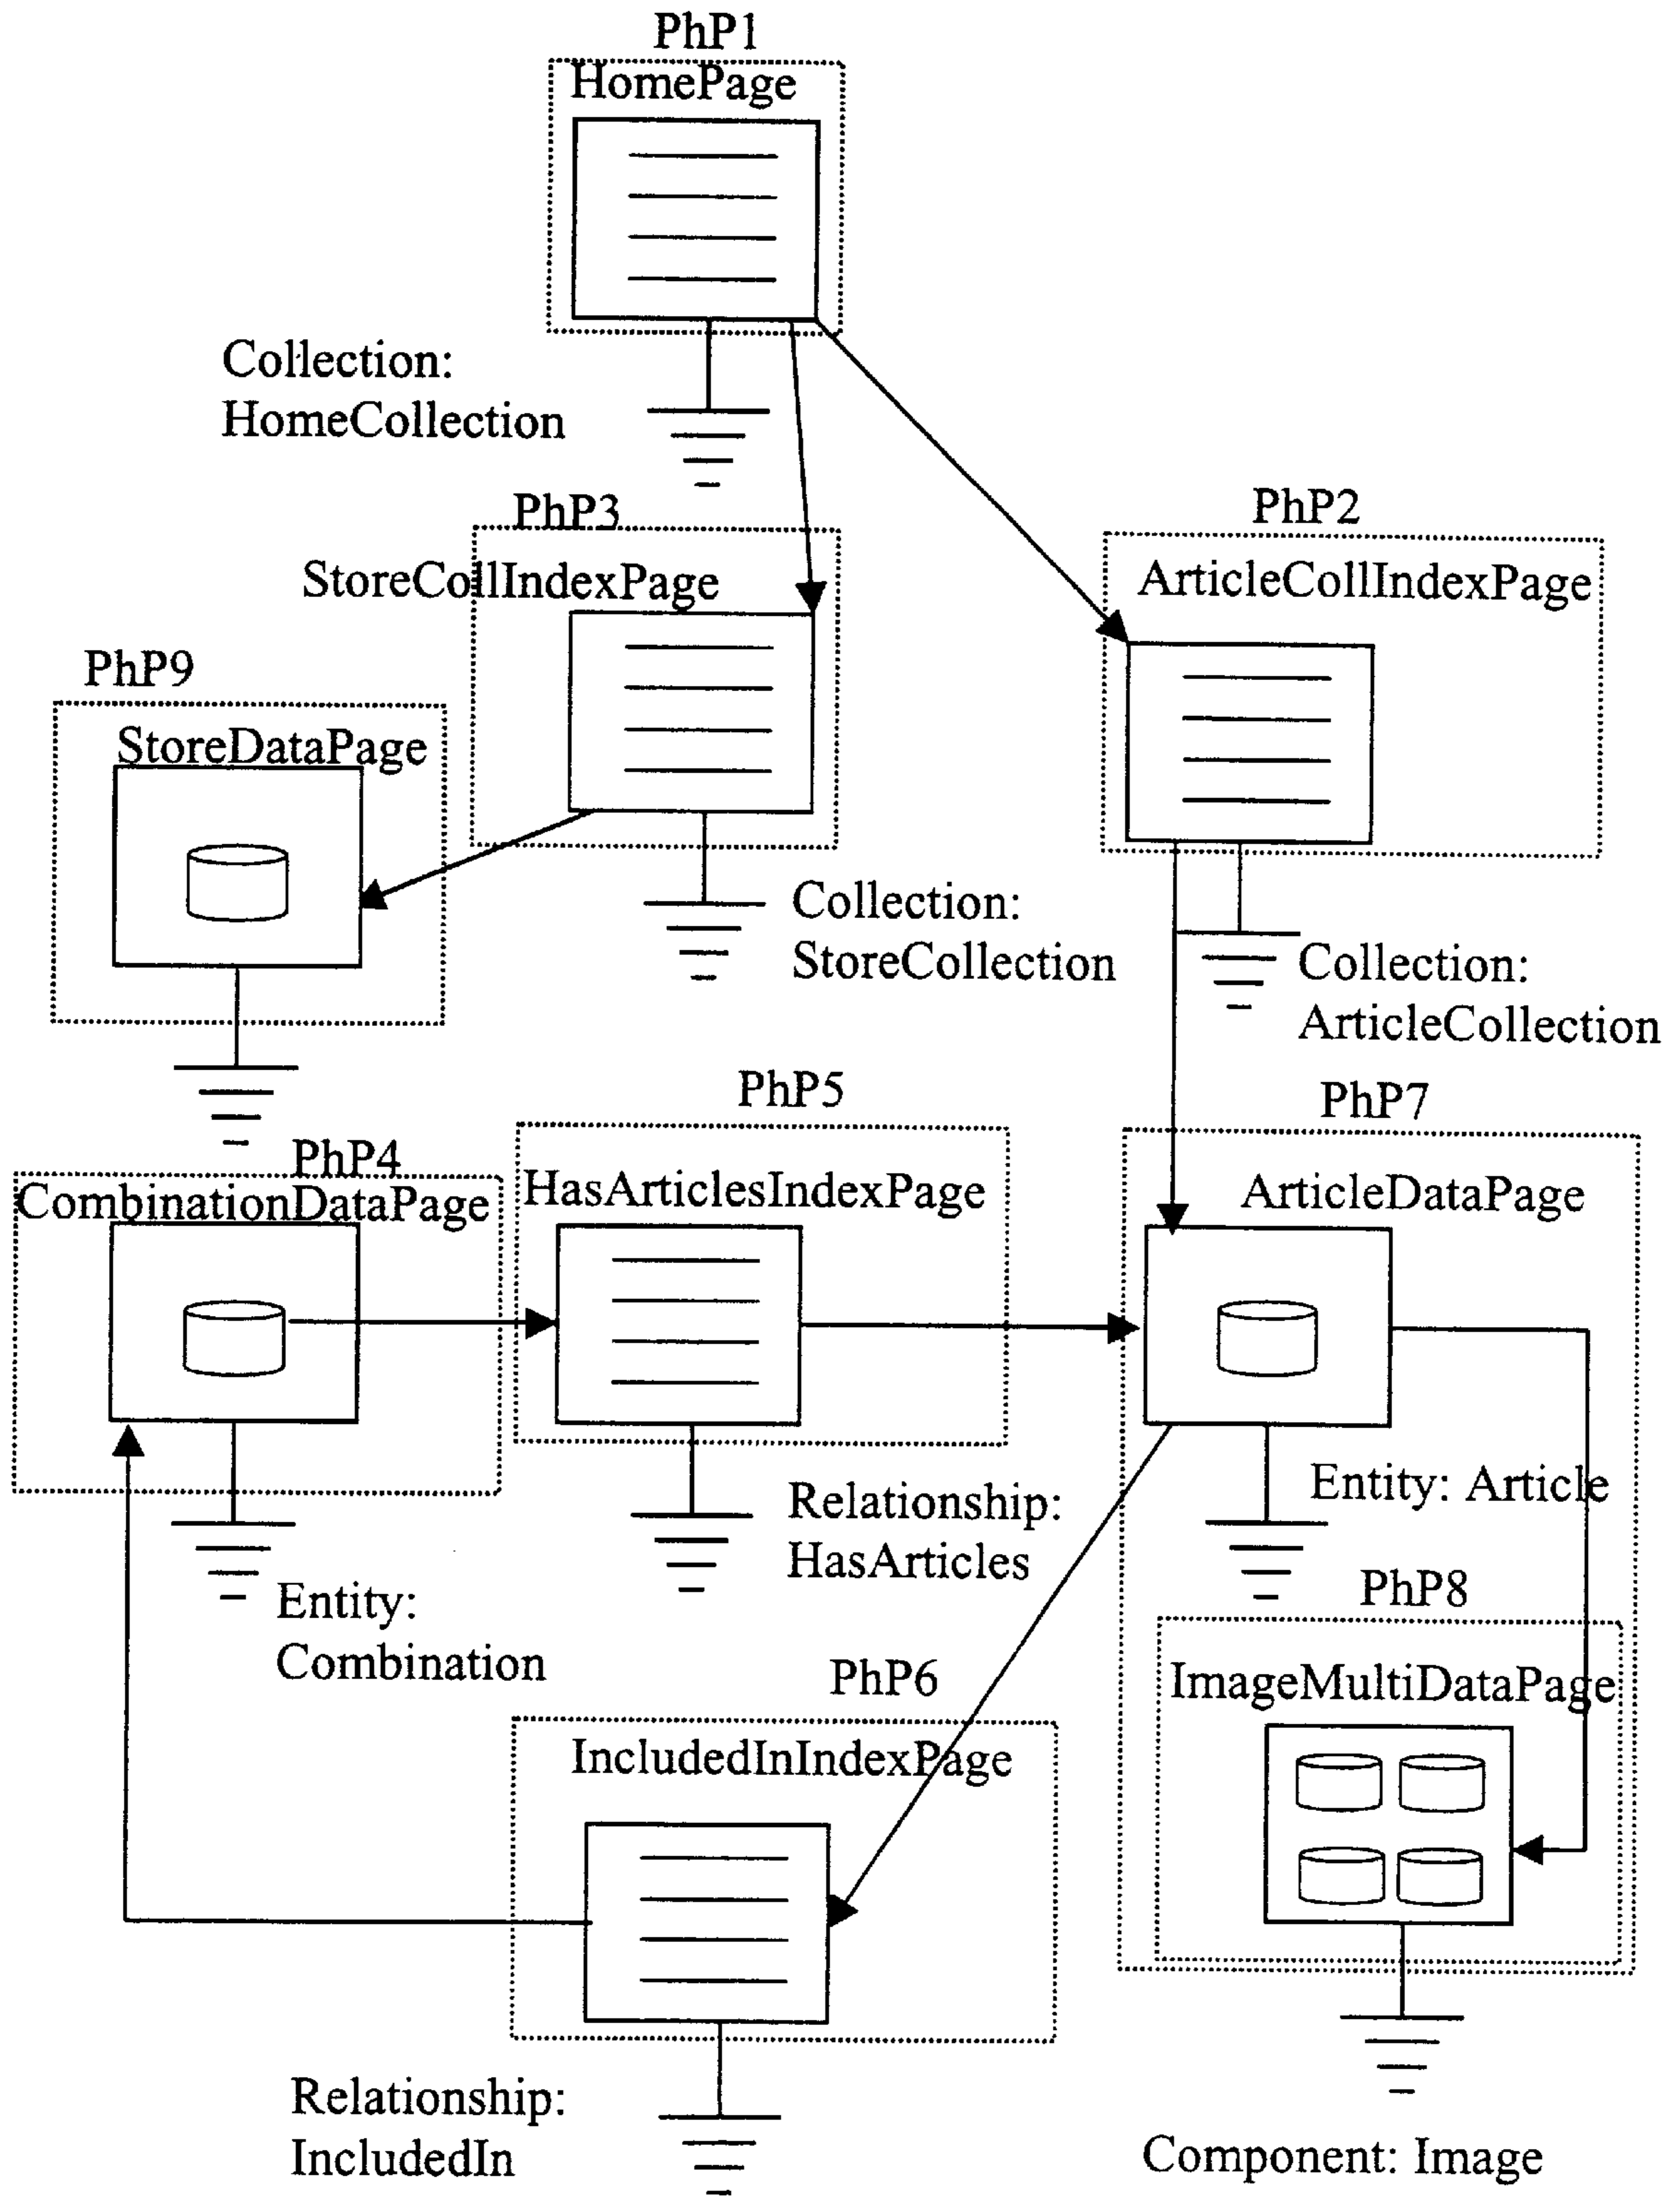 PhP1
HomePage
Collection:
HomeCollection
PhP3
StoreCollIndexPage
PhP2
ArticleCollIndexPage
PhP9
StoreDataPage
Collection:
StoreCollection
Collection:
ArticleCollection
PhP4
CombinationDataPage
PhP5
HasArticlesIndexPage
PhP7
ArticleDataPage
Entity:
Combination
Relationship:
HasArticles
Entity: Article
PhP8
ImageMultiDataPage
PhP6
IncludedInIndexPage
Relationship:
IncludedIn
Component: Image